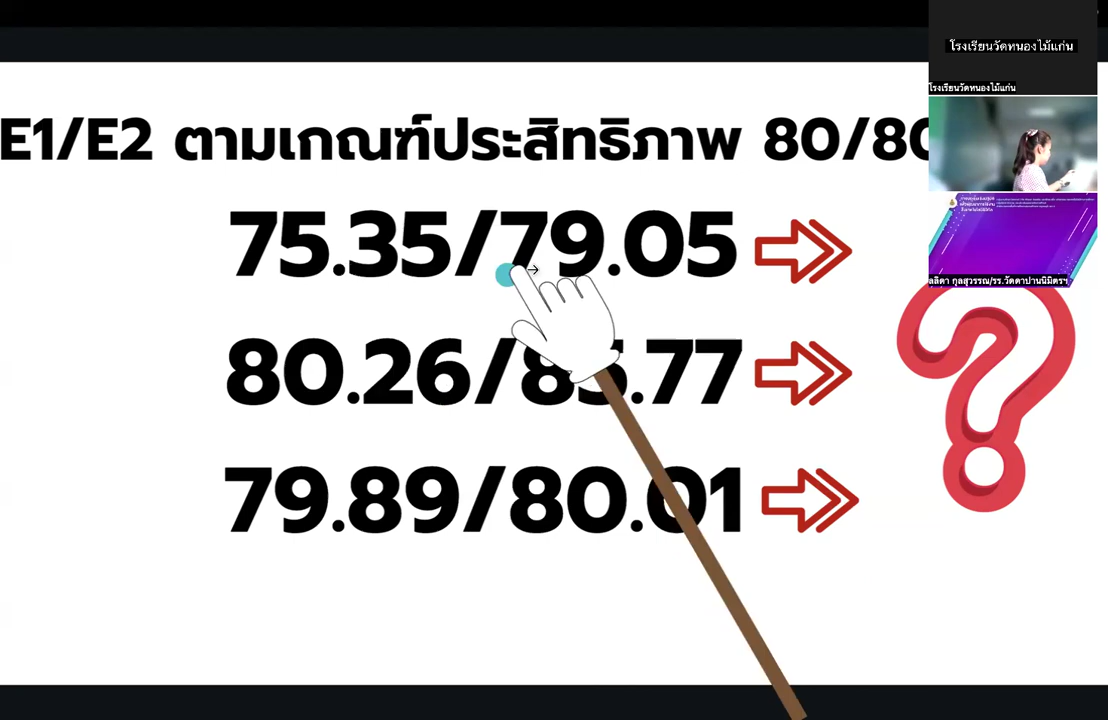 E1/E2 ตามเกณฑ์ประสิทธิภาพ 80/80
75.35/79.05
80.26/85.77
79.89/80.01
โรงเรียนวัดหนองไม้แก่น
โรงเรียนวัดหนองไม้แก่น
ลลิดา กุลสุวรรณ/รร.วัดดาปานนิมิตรฯ